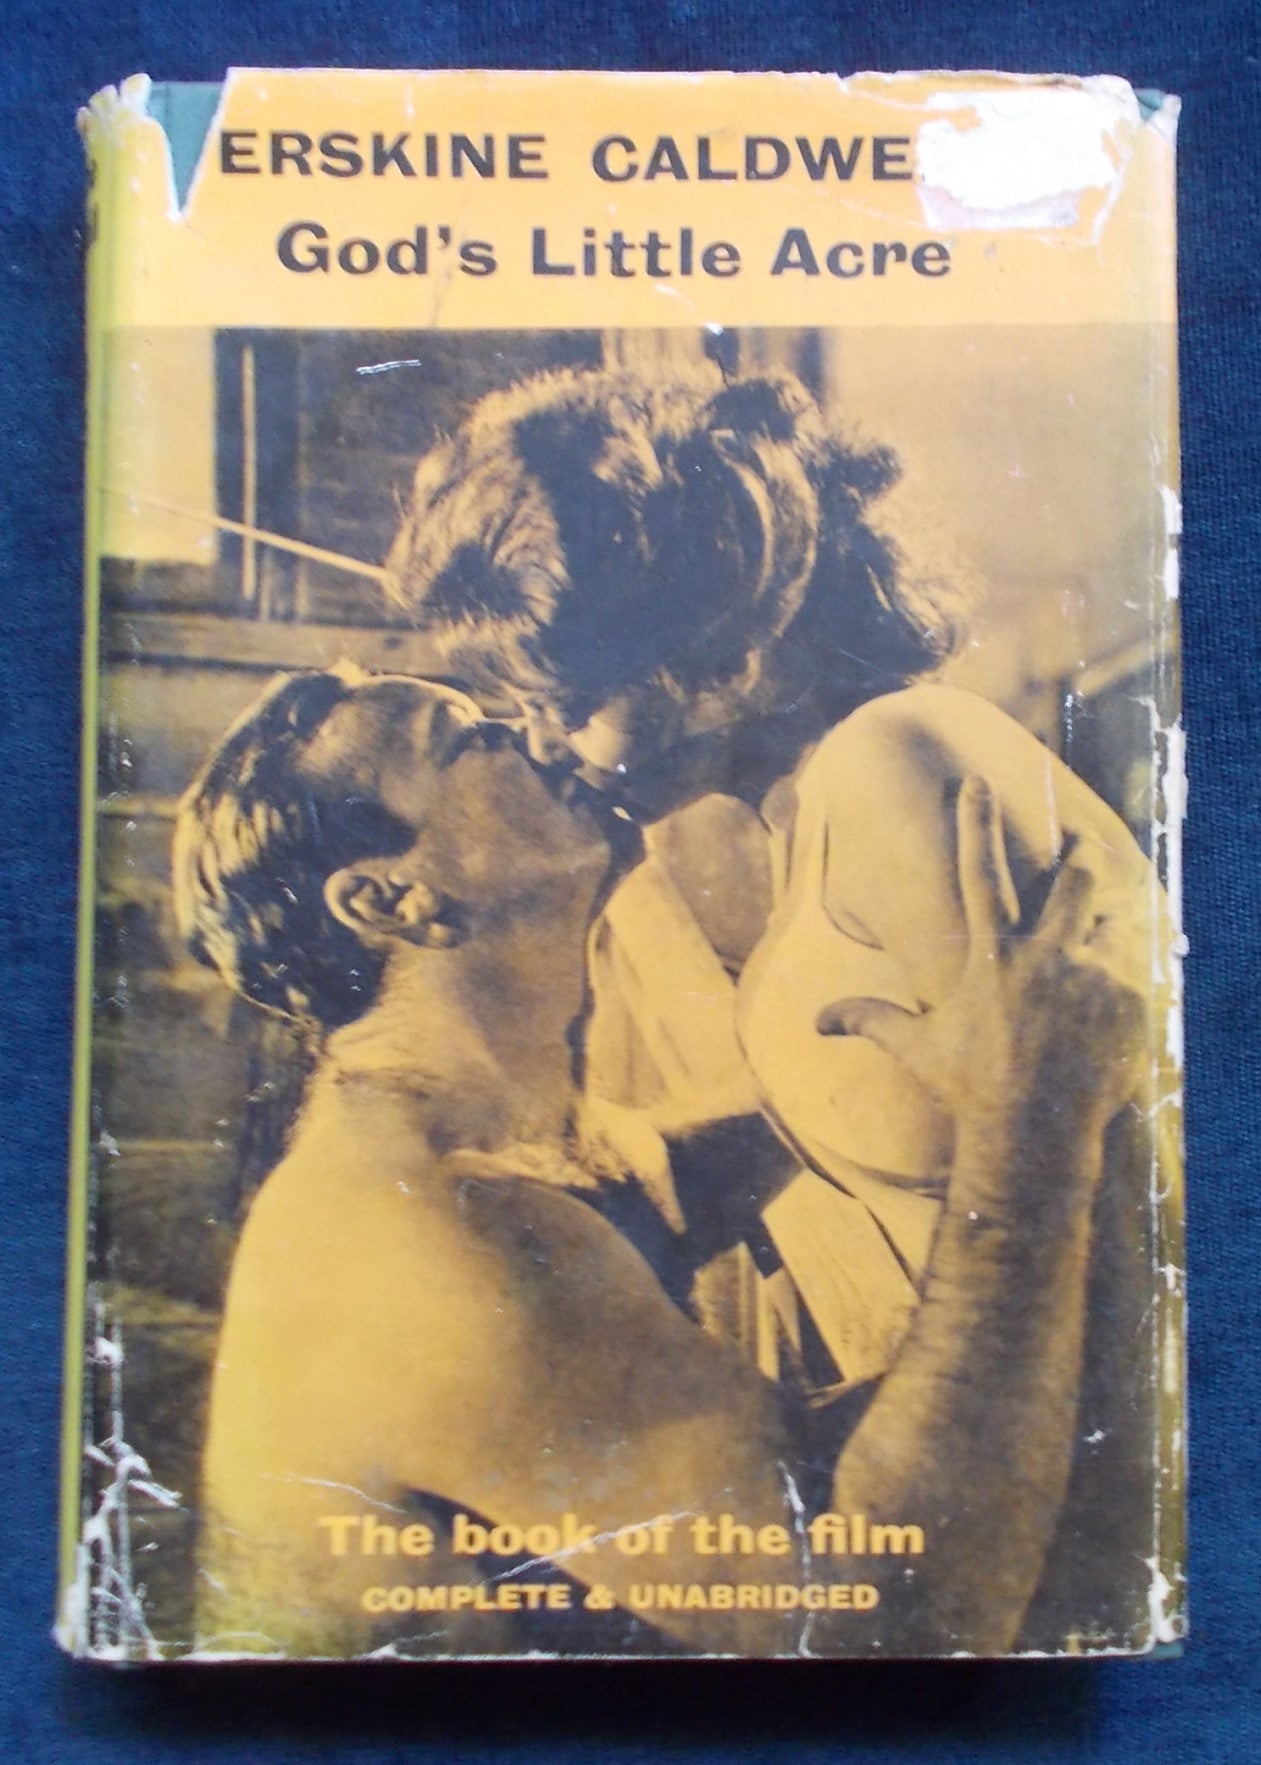 ERSKINE CALDWE
God's Little Acre
The book of the film
COMPLETE & UNABRIDGED